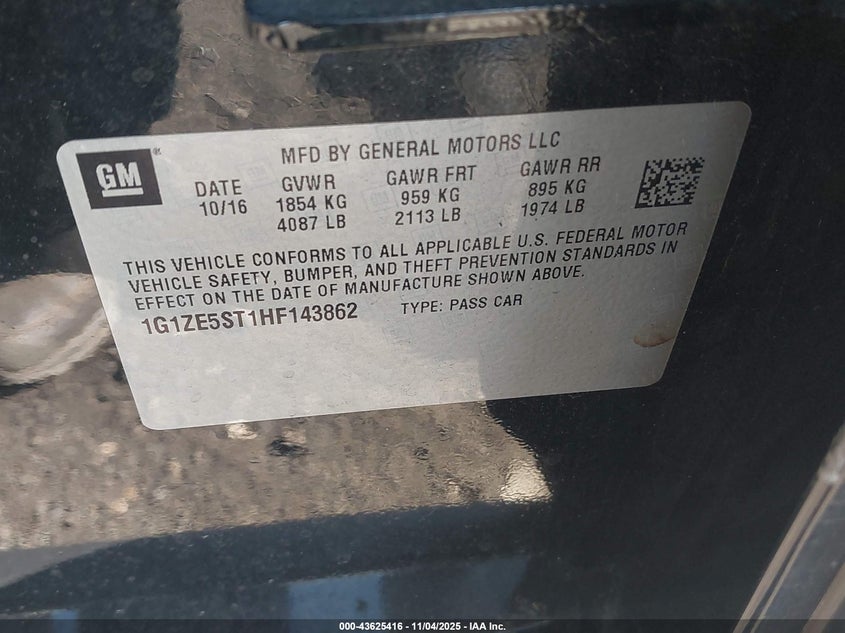 GM
MFD BY GENERAL MOTORS LLC
DATE GVWR GAWR FRT GAWR RR
10/16 1854 KG 959 KG 895 KG
4087 LB 2113 LB 1974 LB
THIS VEHICLE CONFORMS TO ALL APPLICABLE U.S. FEDERAL MOTOR
VEHICLE SAFETY, BUMPER, AND THEFT PREVENTION STANDARDS IN
EFFECT ON THE DATE OF MANUFACTURE SHOWN ABOVE.
1G1ZE5ST1HF143862 TYPE: PASS CAR
000-43625416 - 11/04/2025 - IAA Inc.